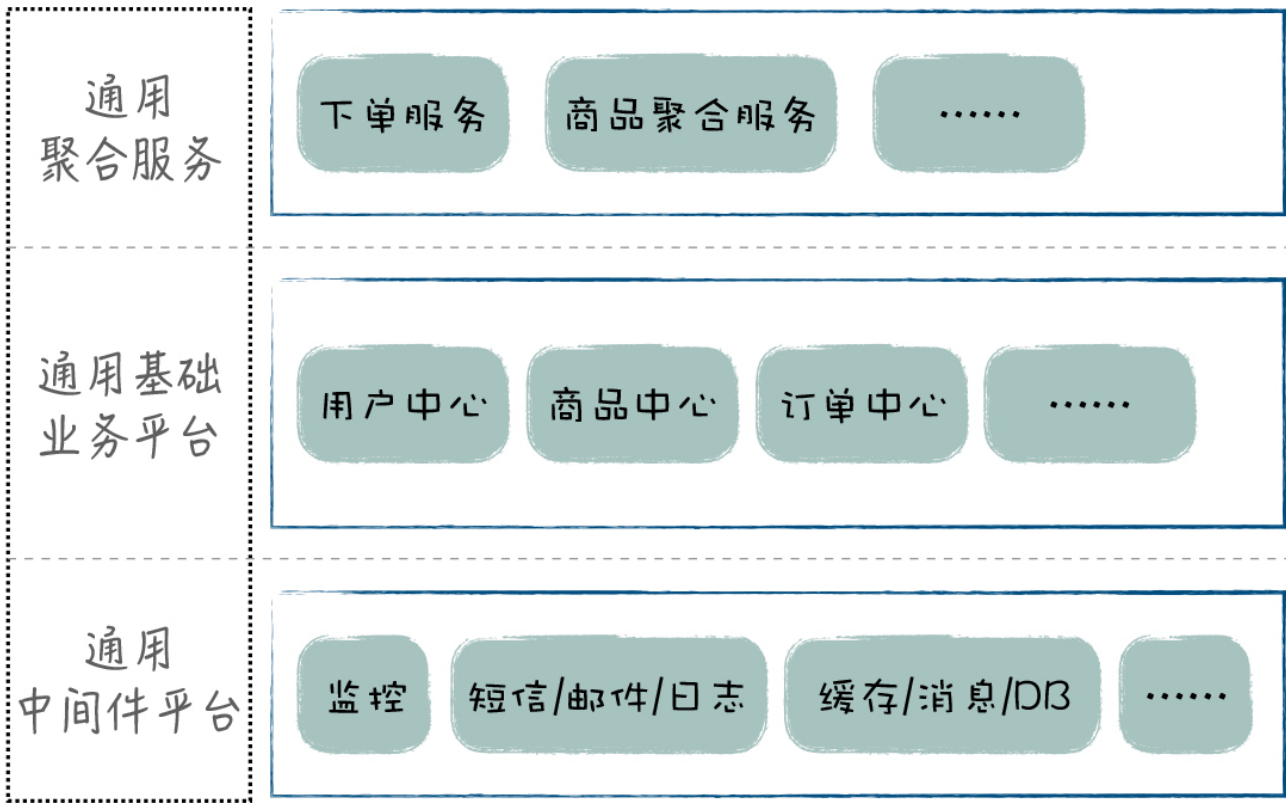 通用
聚合服务
下单服务
商品聚合服务
……
通用基础
业务平台
用户中心
商品中心
订单中心
……
通用
中间件平台
监控
短信/邮件/日志
缓存/消息/DB
……